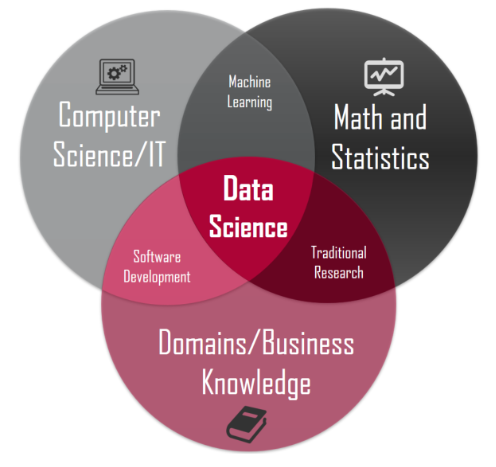 Machine
Learning
Computer
Science/IT
Math and
Statistics
Data
Science
Software
Development
Traditional
Research
Domains/Business
Knowledge